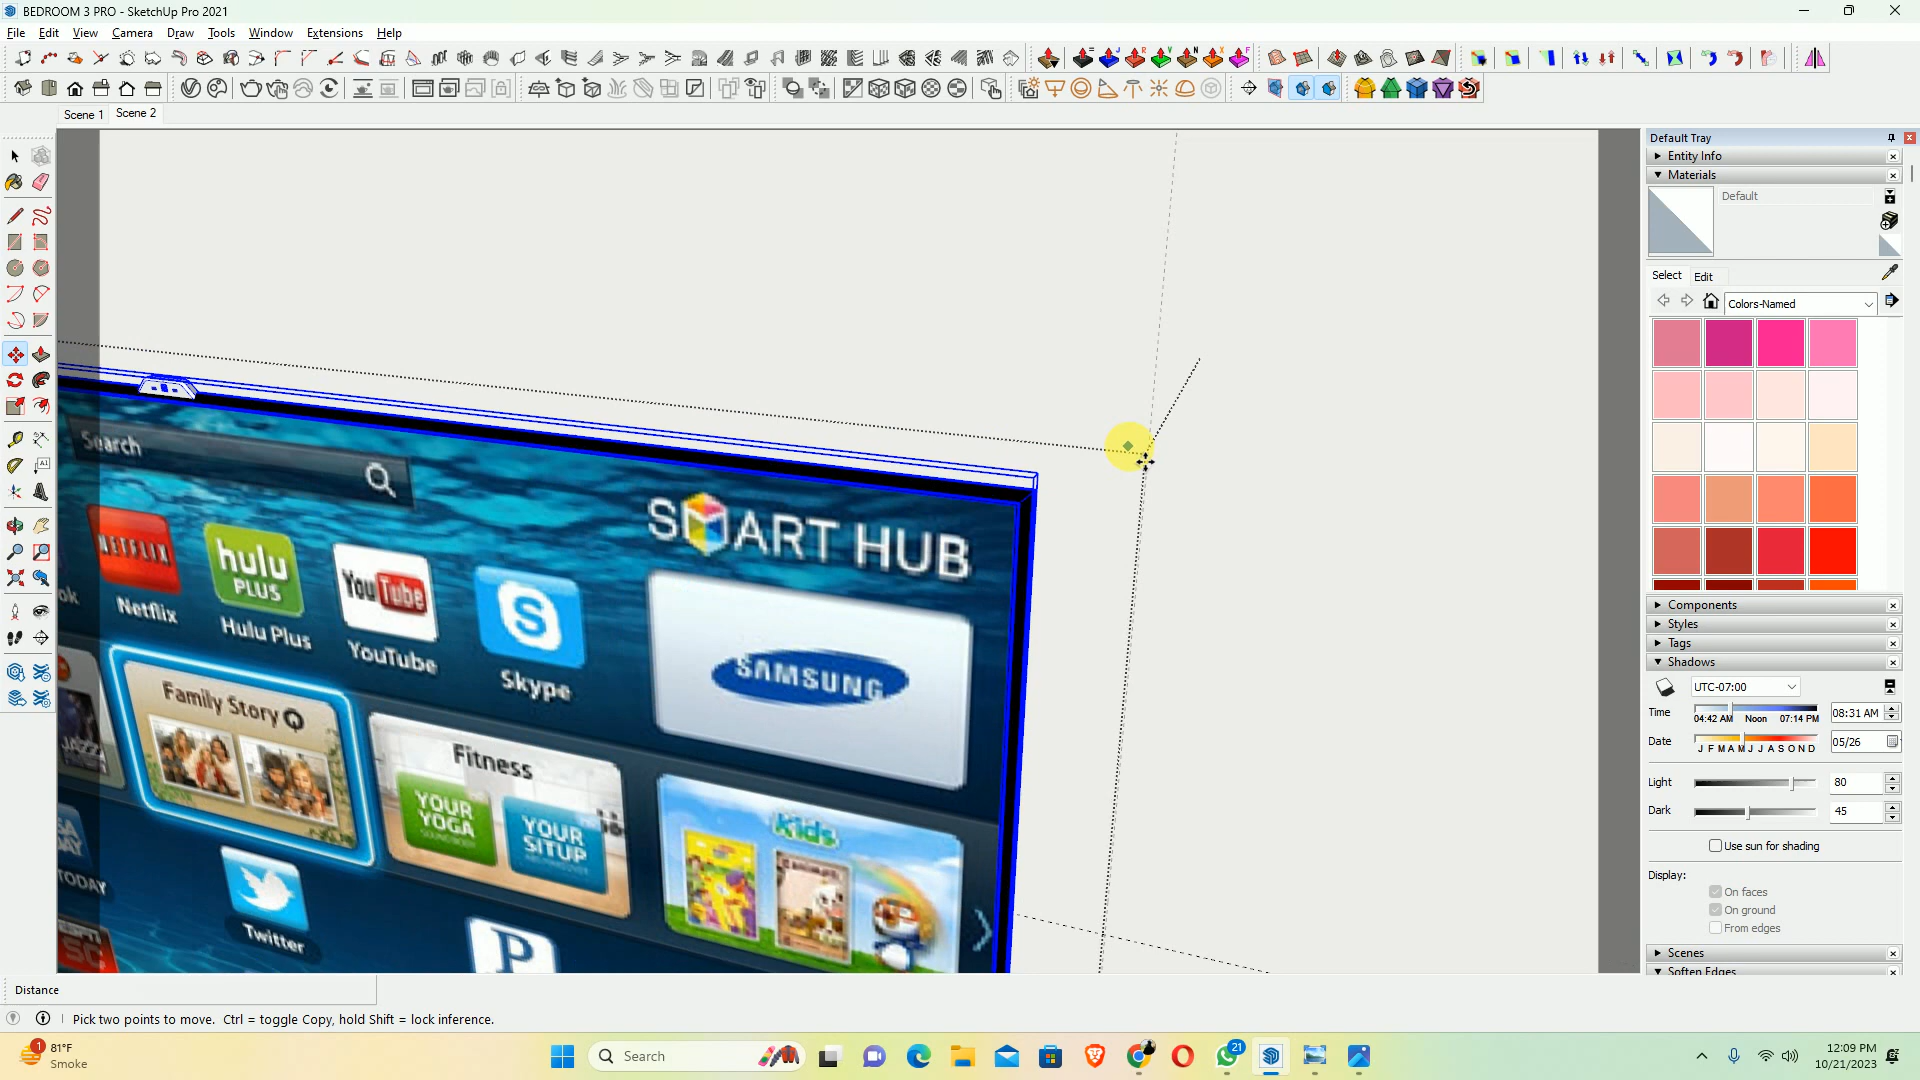 BEDROOM 3 PRO - SketchUp Pro 2021
File Edit View Camera Draw Tools Window Extensions Help
Scene 1 Scene 2
Default Tray
Entity Info
Materials
Default
Select Edit
Colors-Named
Components
Styles
Tags
Shadows
UTC-07:00
Time 04:42 AM Noon 07:14 PM 08:31 AM
Date J F M A M J J A S O N D 05/26
Light 80
Dark 45
Use sun for shading
Display:
On faces
On ground
From edges
Scenes
Soften Edges
Search
SMART HUB
NETFLIX
hulu PLUS
YouTube
Netflix
Hulu Plus
YouTube
Skype
SAMSUNG
Family Story
JAZZ
Fitness
YOUR YOGA
YOUR SITUP
Kids
TODAY
Twitter
P
Distance
Pick two points to move. Ctrl = toggle Copy, hold Shift = lock inference.
1
81°F
Smoke
Search
21
12:09 PM
10/21/2023